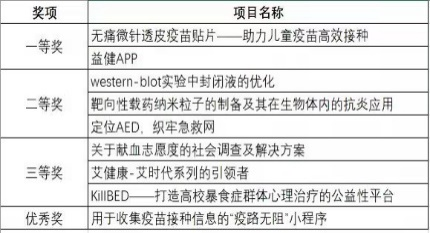 奖项 项目名称
一等奖 无痛微针透皮疫苗贴片——助力儿童疫苗高效接种
益健APP
二等奖 western-blot实验中封闭液的优化
靶向性载药纳米粒子的制备及其在生物体内的抗炎应用
定位AED，织牢急救网
三等奖 关于献血志愿度的社会调查及解决方案
艾健康-艾时代系列的引领者
KillBED——打造高校暴食症群体心理治疗的公益性平台
优秀奖 用于收集疫苗接种信息的“疫路无阻”小程序